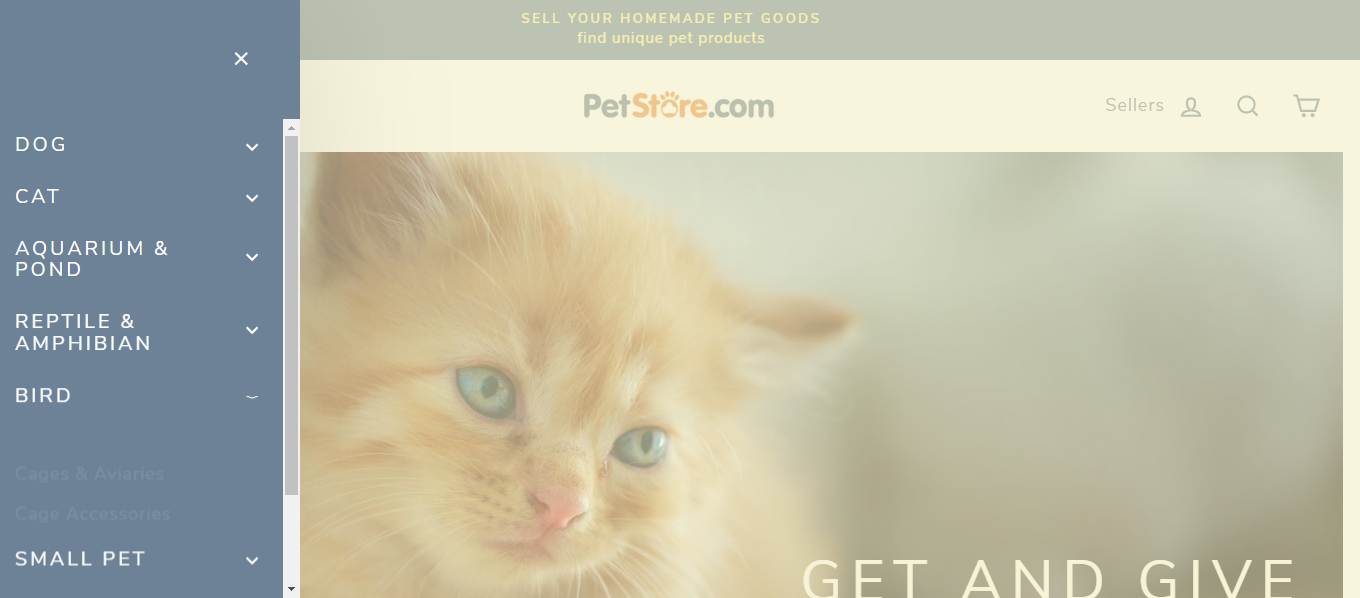 SELL YOUR HOMEMADE PET GOODS
find unique pet products
PetStore.com
Sellers
DOG
CAT
AQUARIUM &
POND
REPTILE &
AMPHIBIAN
BIRD
Cages & Aviaries
Cage Accessories
SMALL PET
GET AND GIVE